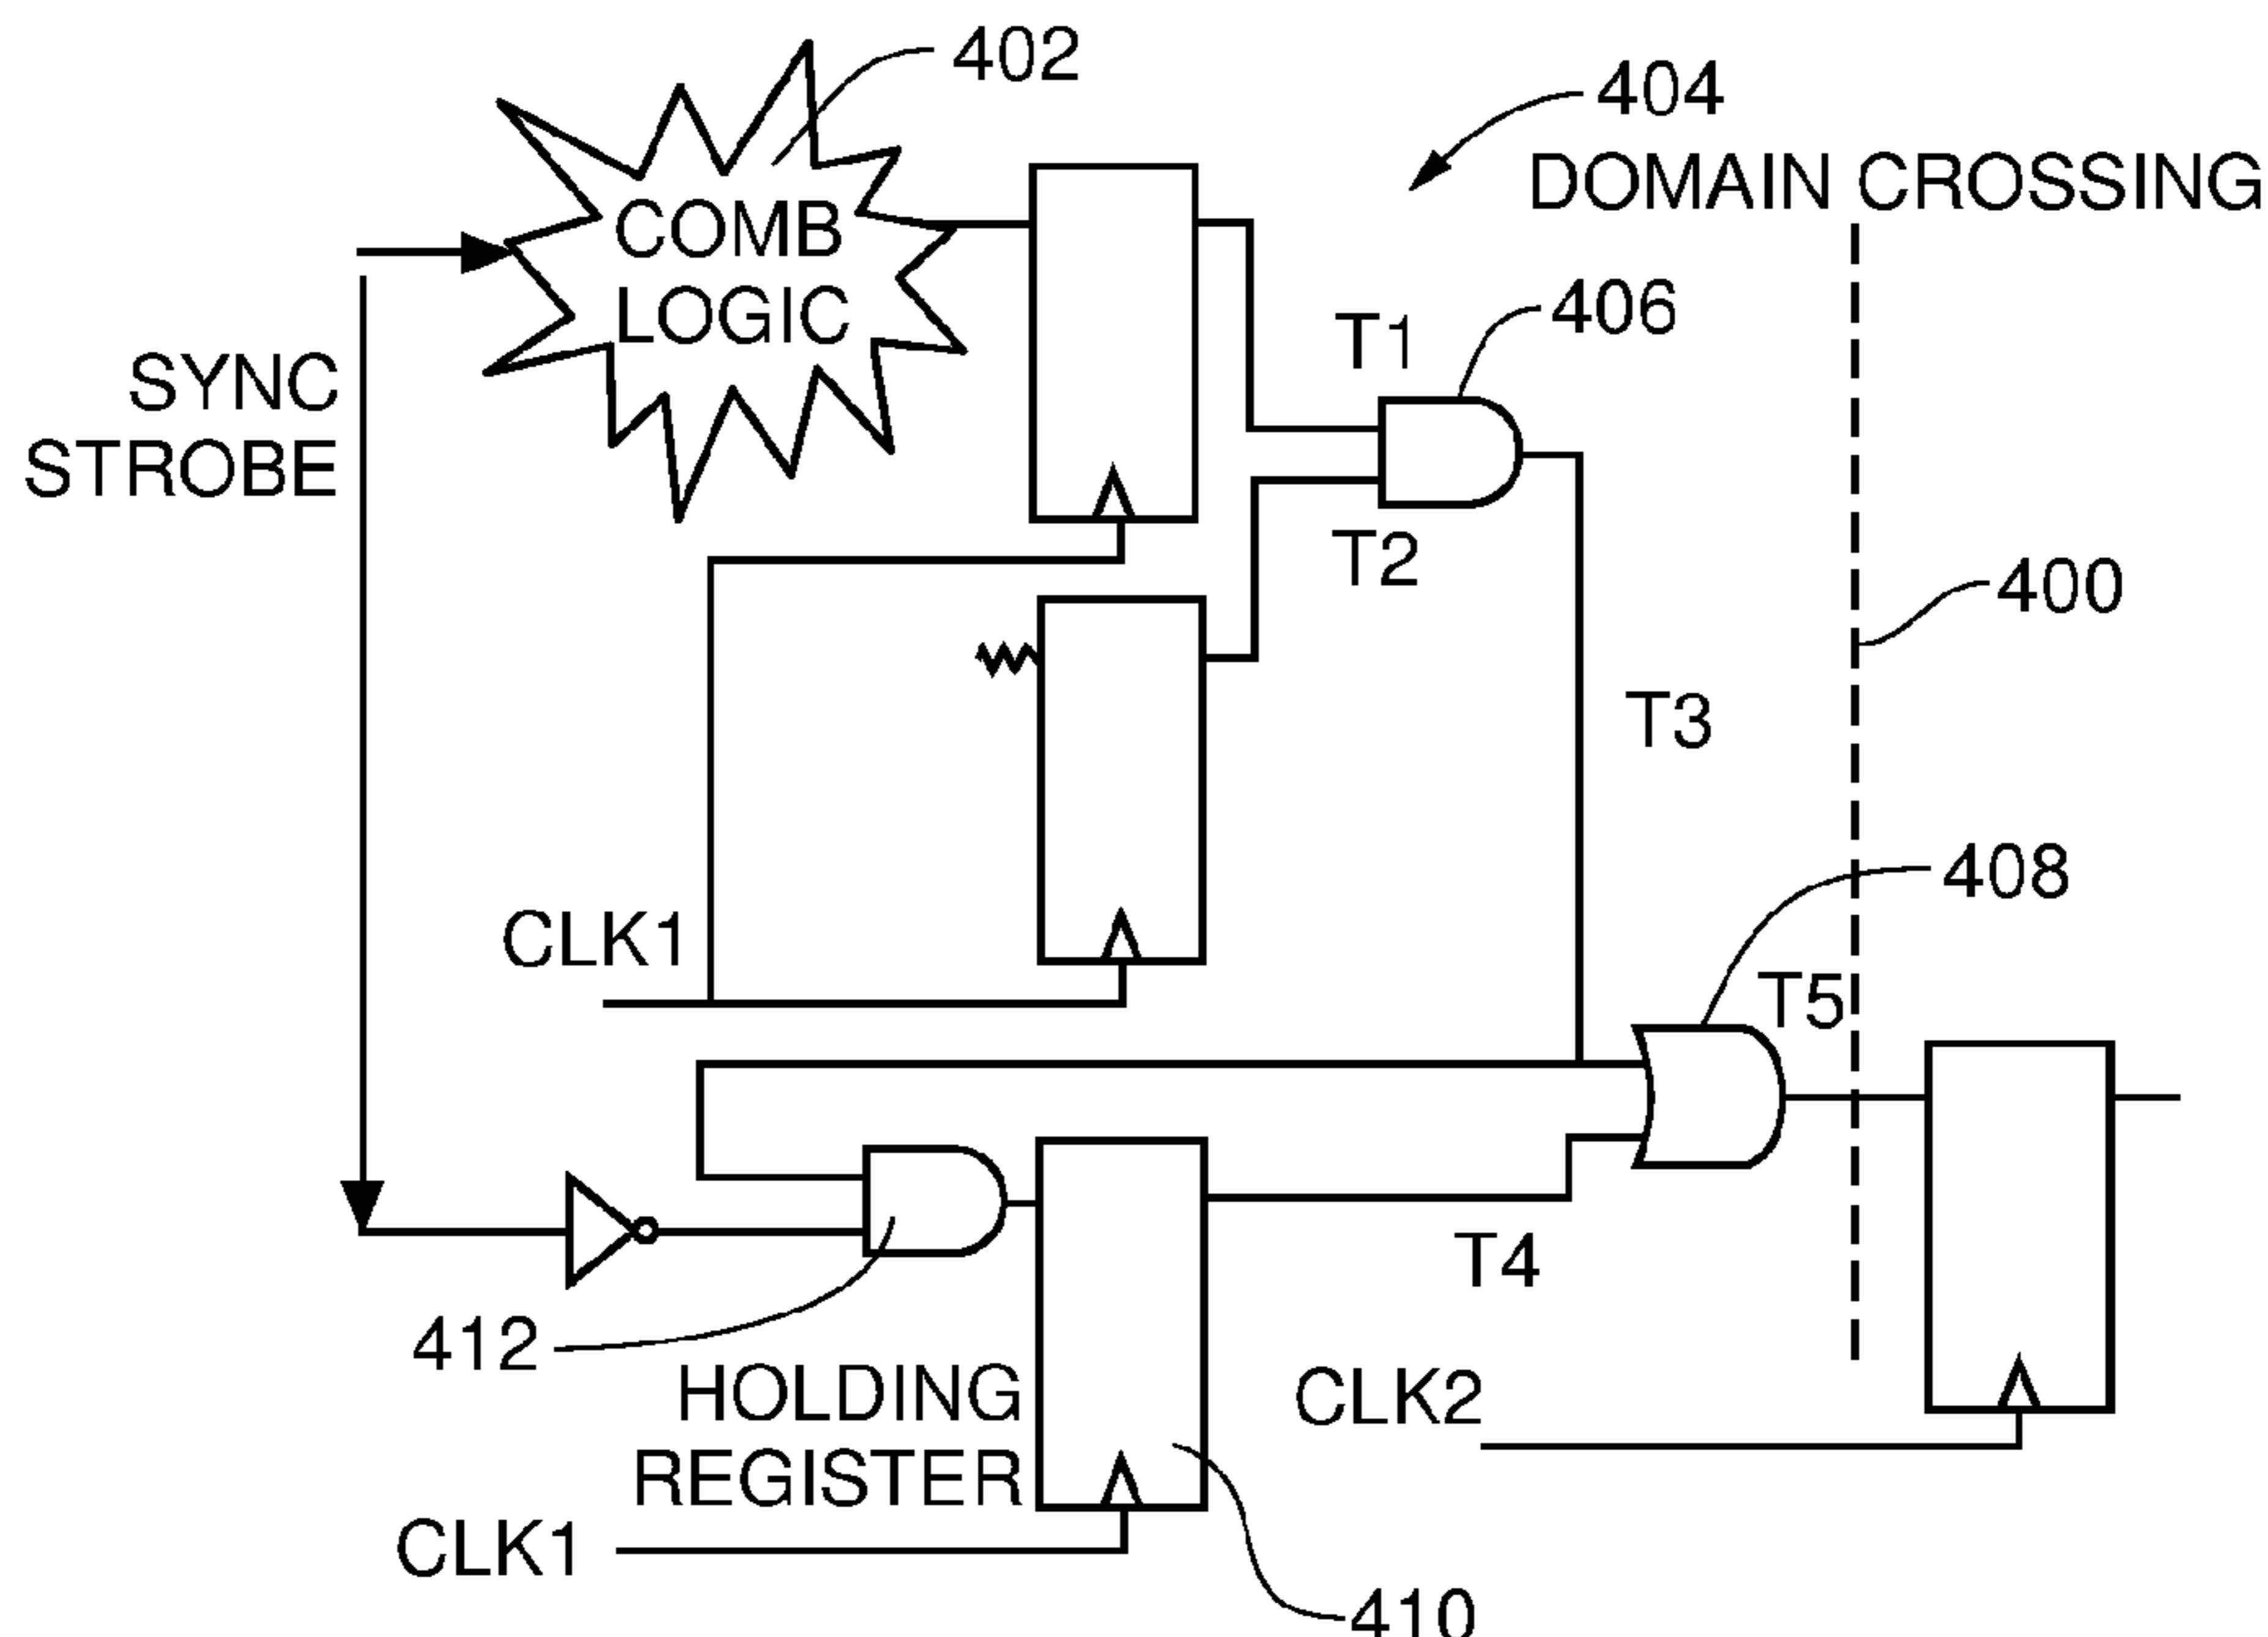 402
404
DOMAIN CROSSING
COMB
LOGIC
406
T1
SYNC
STROBE
T2
400
T3
408
CLK1
T5
T4
412
HOLDING
REGISTER
CLK2
CLK1
410